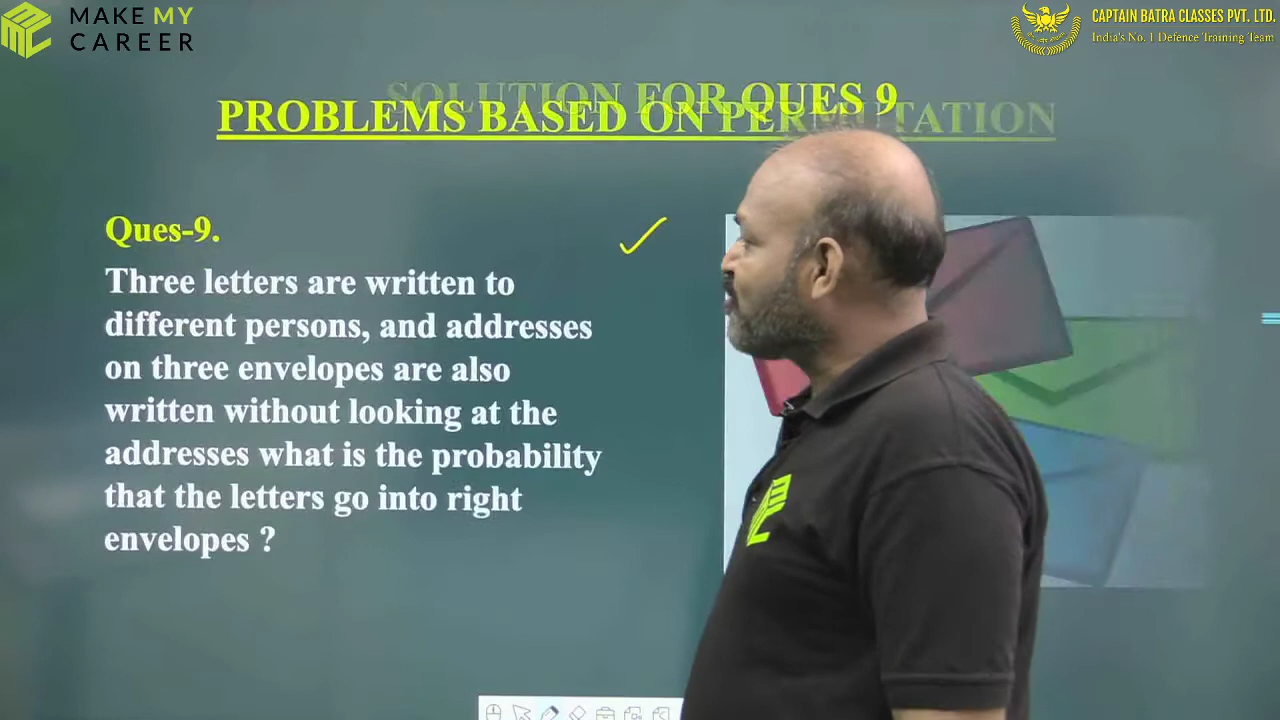 MAKE MY
CAREER
CAPTAIN BATRA CLASSES PVT. LTD.
India's No. 1 Defence Training Team
SOLUTION FOR QUES 9
PROBLEMS BASED ON PERMUTATION
Ques-9.
Three letters are written to
different persons, and addresses
on three envelopes are also
written without looking at the
addresses what is the probability
that the letters go into right
envelopes ?